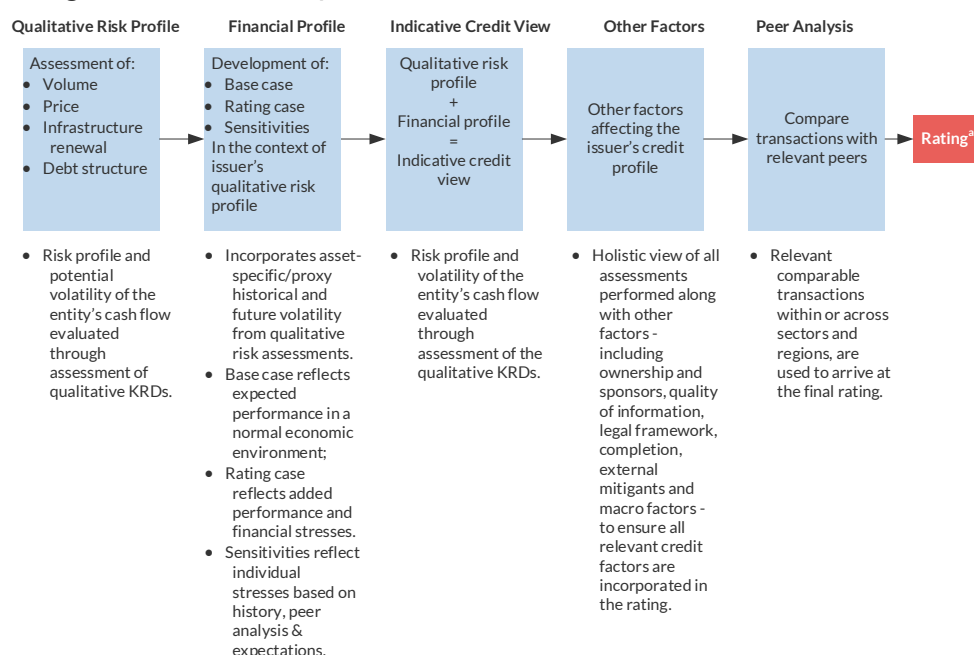 Qualitative Risk Profile
Financial Profile
Indicative Credit View
Other Factors
Peer Analysis
Assessment of:
• Volume
• Price
• Infrastructure
renewal
• Debt structure
Development of:
• Base case
• Rating case
• Sensitivities
In the context of
issuer's
qualitative risk
profile
Qualitative risk
profile
+
Financial profile
=
Indicative credit
view
Other factors
affecting the
issuer's credit
profile
Compare
transactions with
relevant peers
Ratingª
• Risk profile and
potential
volatility of the
entity's cash flow
evaluated
through
assessment of
qualitative KRDs.
• Incorporates asset-
specific/proxy
historical and
future volatility
from qualitative
risk assessments.
• Base case reflects
expected
performance in a
normal economic
environment;
• Rating case
reflects added
performance and
financial stresses.
• Sensitivities reflect
individual
stresses based on
history, peer
analysis &
expectations.
• Risk profile and
volatility of the
entity's cash flow
evaluated
through
assessment of the
qualitative KRDs.
• Holistic view of all
assessments
performed along
with other
factors -
including
ownership and
sponsors, quality
of information,
legal framework,
completion,
external
mitigants and
macro factors -
to ensure all
relevant credit
factors are
incorporated in
the rating.
• Relevant
comparable
transactions
within or across
sectors and
regions, are
used to arrive at
the final rating.